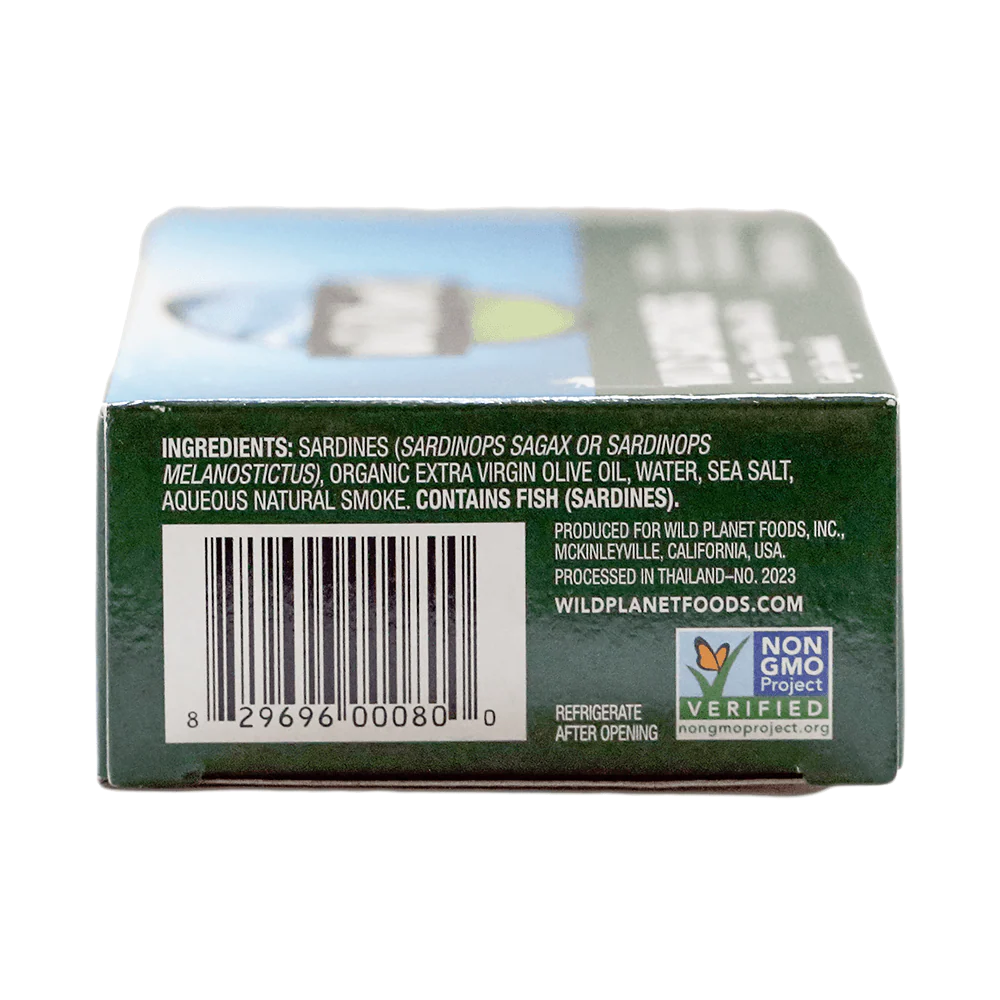 INGREDIENTS: SARDINES (SARDINOPS SAGAX OR SARDINOPS
MELANOSTICTUS), ORGANIC EXTRA VIRGIN OLIVE OIL, WATER, SEA SALT,
AQUEOUS NATURAL SMOKE. CONTAINS FISH (SARDINES).
8 29696 00080 0
PRODUCED FOR WILD PLANET FOODS, INC.,
MCKINLEYVILLE, CALIFORNIA, USA.
PROCESSED IN THAILAND–NO. 2023
WILDPLANETFOODS.COM
REFRIGERATE
AFTER OPENING
NON
GMO
Project
VERIFIED
nongmoproject.org